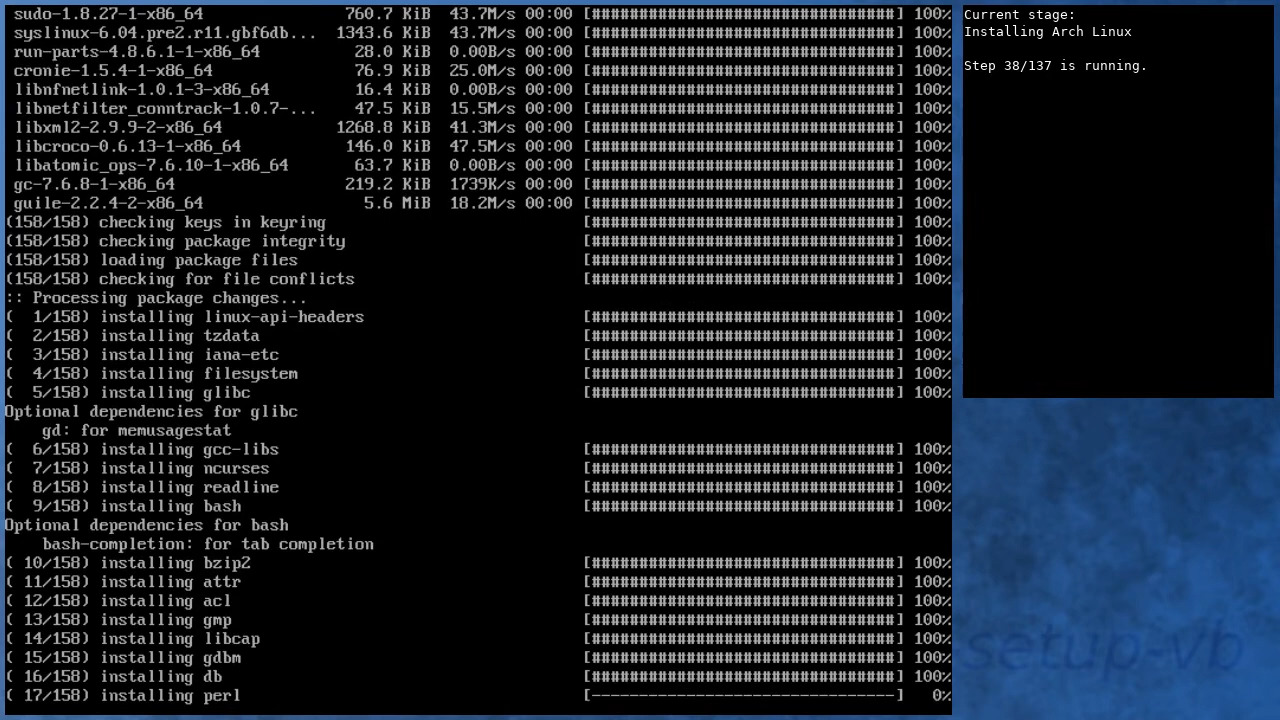 sudo-1.8.27-1-x86_64 760.7 KiB 43.7M/s 00:00 [################################] 100%
syslinux-6.04.pre2.r11.gbf6db... 1343.6 KiB 43.7M/s 00:00 [################################] 100%
run-parts-4.8.6.1-1-x86_64 28.0 KiB 0.00B/s 00:00 [################################] 100%
cronie-1.5.4-1-x86_64 76.9 KiB 25.0M/s 00:00 [################################] 100%
libnfnetlink-1.0.1-3-x86_64 16.4 KiB 0.00B/s 00:00 [################################] 100%
libnetfilter_conntrack-1.0.7-... 47.5 KiB 15.5M/s 00:00 [################################] 100%
libxml2-2.9.9-2-x86_64 1268.8 KiB 41.3M/s 00:00 [################################] 100%
libcroco-0.6.13-1-x86_64 146.0 KiB 47.5M/s 00:00 [################################] 100%
libatomic_ops-7.6.10-1-x86_64 63.7 KiB 0.00B/s 00:00 [################################] 100%
gc-7.6.8-1-x86_64 219.2 KiB 1739K/s 00:00 [################################] 100%
guile-2.2.4-2-x86_64 5.6 MiB 18.2M/s 00:00 [################################] 100%
(158/158) checking keys in keyring [################################] 100%
(158/158) checking package integrity [################################] 100%
(158/158) loading package files [################################] 100%
(158/158) checking for file conflicts [################################] 100%
:: Processing package changes...
(  1/158) installing linux-api-headers [################################] 100%
(  2/158) installing tzdata [################################] 100%
(  3/158) installing iana-etc [################################] 100%
(  4/158) installing filesystem [################################] 100%
(  5/158) installing glibc [################################] 100%
Optional dependencies for glibc
gd: for memusagestat
(  6/158) installing gcc-libs [################################] 100%
(  7/158) installing ncurses [################################] 100%
(  8/158) installing readline [################################] 100%
(  9/158) installing bash [################################] 100%
Optional dependencies for bash
bash-completion: for tab completion
( 10/158) installing bzip2 [################################] 100%
( 11/158) installing attr [################################] 100%
( 12/158) installing acl [################################] 100%
( 13/158) installing gmp [################################] 100%
( 14/158) installing libcap [################################] 100%
( 15/158) installing gdbm [################################] 100%
( 16/158) installing db [################################] 100%
( 17/158) installing perl [--------------------------------] 0%
Current stage:
Installing Arch Linux
Step 38/137 is running.
setup-vb